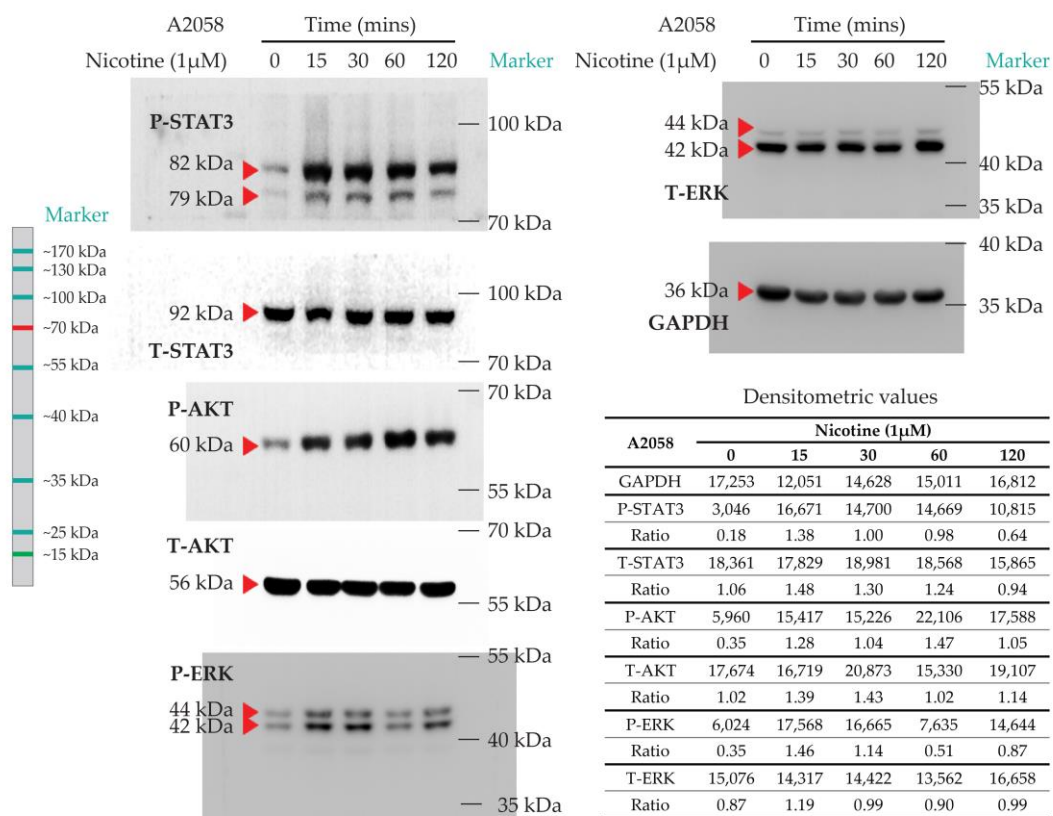 A2058 Time (mins)
Nicotine (1µM) 0 15 30 60 120 Marker
P-STAT3
100 kDa
82 kDa
79 kDa
70 kDa
Marker
~170 kDa
~130 kDa
~100 kDa
~70 kDa
~55 kDa
~40 kDa
~35 kDa
~25 kDa
~15 kDa
100 kDa
92 kDa
T-STAT3
70 kDa
70 kDa
P-AKT
60 kDa
55 kDa
70 kDa
T-AKT
56 kDa
55 kDa
55 kDa
P-ERK
44 kDa
42 kDa
40 kDa
35 kDa
A2058 Time (mins)
Nicotine (1µM) 0 15 30 60 120 Marker
55 kDa
44 kDa
42 kDa
40 kDa
T-ERK
35 kDa
40 kDa
36 kDa
35 kDa
GAPDH
Densitometric values
A2058 Nicotine (1µM)
0 15 30 60 120
GAPDH 17,253 12,051 14,628 15,011 16,812
P-STAT3 3,046 16,671 14,700 14,669 10,815
Ratio 0.18 1.38 1.00 0.98 0.64
T-STAT3 18,361 17,829 18,981 18,568 15,865
Ratio 1.06 1.48 1.30 1.24 0.94
P-AKT 5,960 15,417 15,226 22,106 17,588
Ratio 0.35 1.28 1.04 1.47 1.05
T-AKT 17,674 16,719 20,873 15,330 19,107
Ratio 1.02 1.39 1.43 1.02 1.14
P-ERK 6,024 17,568 16,665 7,635 14,644
Ratio 0.35 1.46 1.14 0.51 0.87
T-ERK 15,076 14,317 14,422 13,562 16,658
Ratio 0.87 1.19 0.99 0.90 0.99